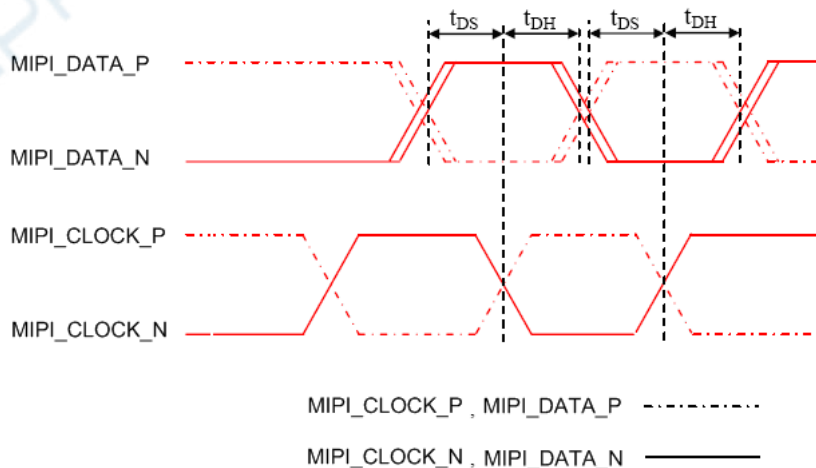 tDS tDH tDS tDH
MIPI_DATA_P
MIPI_DATA_N
MIPI_CLOCK_P
MIPI_CLOCK_N
MIPI_CLOCK_P , MIPI_DATA_P
MIPI_CLOCK_N , MIPI_DATA_N